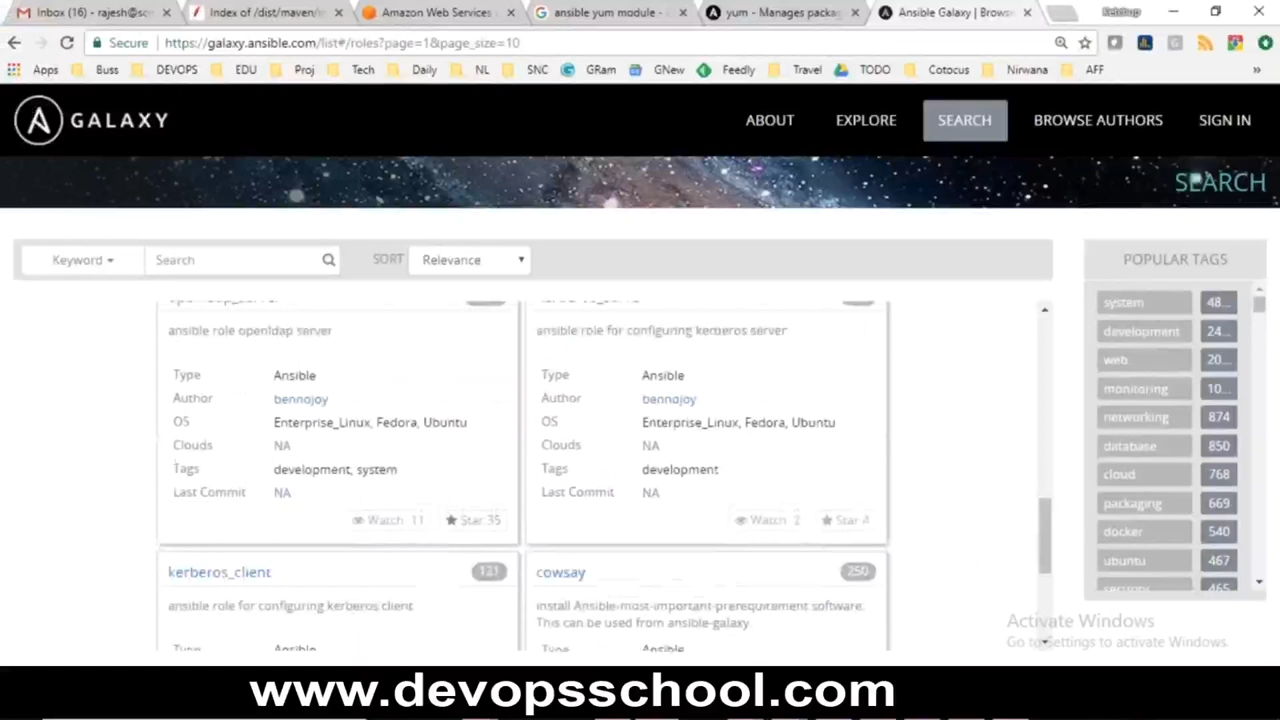 Inbox (16) - rajesh@sc
Index of /dist/maven/
Amazon Web Services
ansible yum module -
yum - Manages packa
Ansible Galaxy | Brows
Secure
https://galaxy.ansible.com/list#/roles?page=1&page_size=10
Apps
Buss
DEVOPS
EDU
Proj
Tech
Daily
NL
SNC
GRam
GNew
Feedly
Travel
TODO
Cotocus
Nirwana
AFF
GALAXY
ABOUT
EXPLORE
SEARCH
BROWSE AUTHORS
SIGN IN
SEARCH
Keyword
Search
SORT
Relevance
POPULAR TAGS
system 48...
development 24...
web 20...
monitoring 10...
networking 874
database 850
cloud 768
packaging 669
docker 540
ubuntu 467
security 465
ansible role openldap server
Type Ansible
Author bennojoy
OS Enterprise_Linux, Fedora, Ubuntu
Clouds NA
Tags development, system
Last Commit NA
Watch 11
Star 35
ansible role for configuring kerberos server
Type Ansible
Author bennojoy
OS Enterprise_Linux, Fedora, Ubuntu
Clouds NA
Tags development
Last Commit NA
Watch 2
Star 4
kerberos_client 121
ansible role for configuring kerberos client
Type Ansible
cowsay 250
install Ansible-most-important-prerequirement software.
This can be used from ansible-galaxy.
Type Ansible
Activate Windows
Go to Settings to activate Windows.
www.devopsschool.com